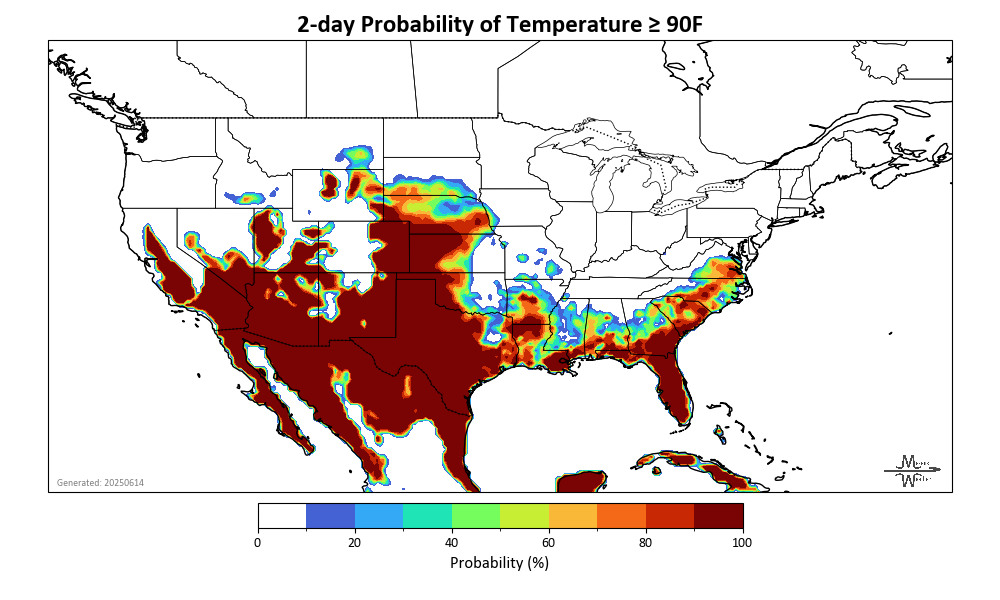 2-day Probability of Temperature ≥ 90F
Generated: 20250614
0 20 40 60 80 100
Probability (%)